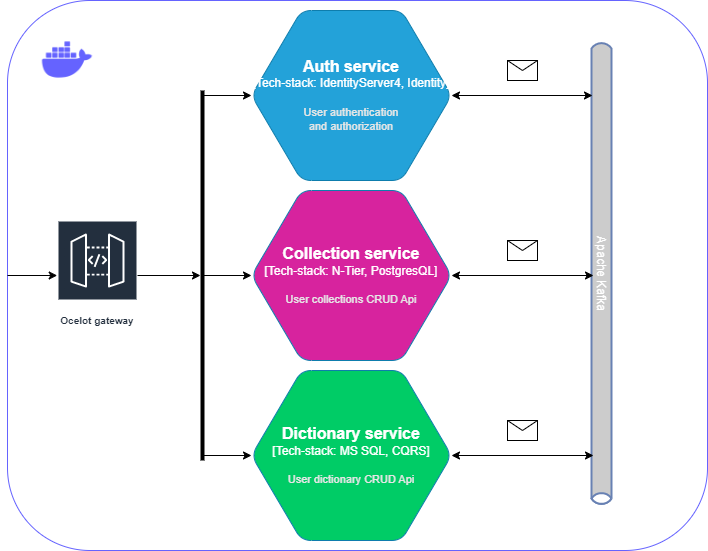 Auth service
Tech-stack: IdentityServer4, Identity,
User authentication
and authorization
Collection service
[Tech-stack: N-Tier, PostgresQL]
User collections CRUD Api
Ocelot gateway
Apache Kafka
Dictionary service
[Tech-stack: MS SQL, CQRS]
User dictionary CRUD Api